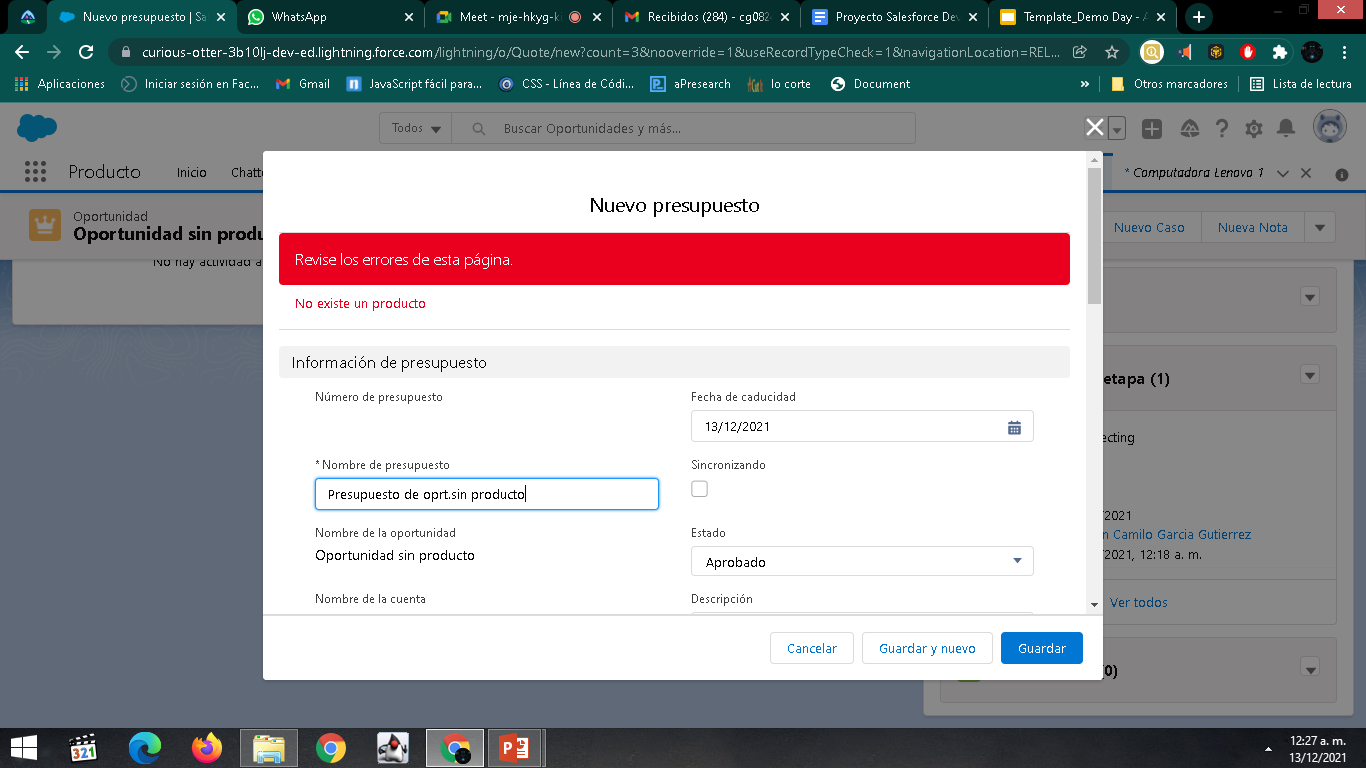 Nuevo presupuesto | Sa
WhatsApp
Meet - mje-hkyg-k
Recibidos (284) - cg082
Proyecto Salesforce Dev
Template_Demo Day - A
curious-otter-3b10lj-dev-ed.lightning.force.com/lightning/o/Quote/new?count=3&nooverride=1&useRecordTypeCheck=1&navigationLocation=REL...
Aplicaciones
Iniciar sesión en Fac...
Gmail
JavaScript fácil para...
CSS - Línea de Códi...
aPresearch
lo corte
Document
»
Otros marcadores
Lista de lectura
Todos
Buscar Oportunidades y más...
Producto
Inicio
Chatte
* Computadora Lenovo 1
Oportunidad
Oportunidad sin produ
Nuevo Caso
Nueva Nota
No hay actividad a
Nuevo presupuesto
Revise los errores de esta página.
No existe un producto
Información de presupuesto
Número de presupuesto
Fecha de caducidad
13/12/2021
* Nombre de presupuesto
Presupuesto de oprt.sin producto
Sincronizando
Nombre de la oportunidad
Oportunidad sin producto
Estado
Aprobado
Nombre de la cuenta
Descripción
Cancelar
Guardar y nuevo
Guardar
etapa (1)
ecting
/2021
n Camilo Garcia Gutierrez
/2021, 12:18 a. m.
Ver todos
(0)
321
P
12:27 a. m.
13/12/2021